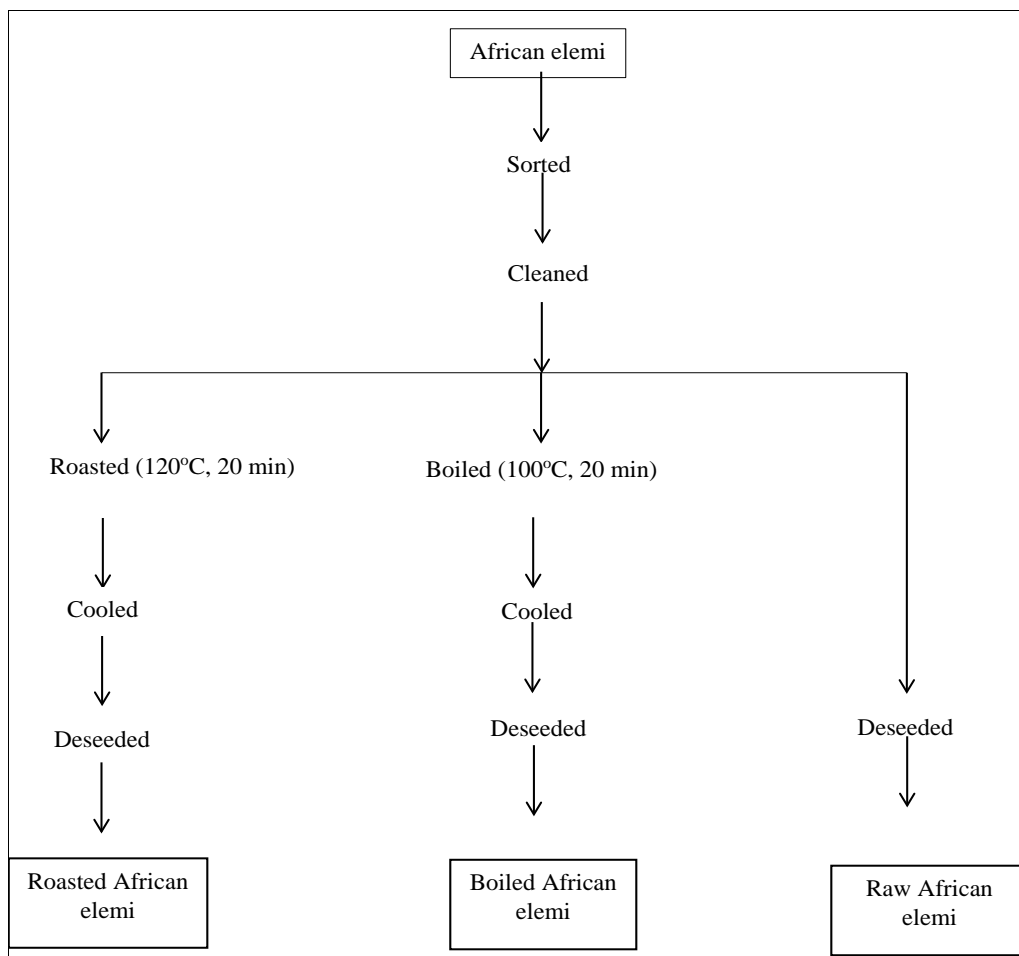 African elemi
Sorted
Cleaned
Roasted (120ºC, 20 min)
Boiled (100ºC, 20 min)
Cooled
Cooled
Deseeded
Deseeded
Deseeded
Roasted African
elemi
Boiled African
elemi
Raw African
elemi